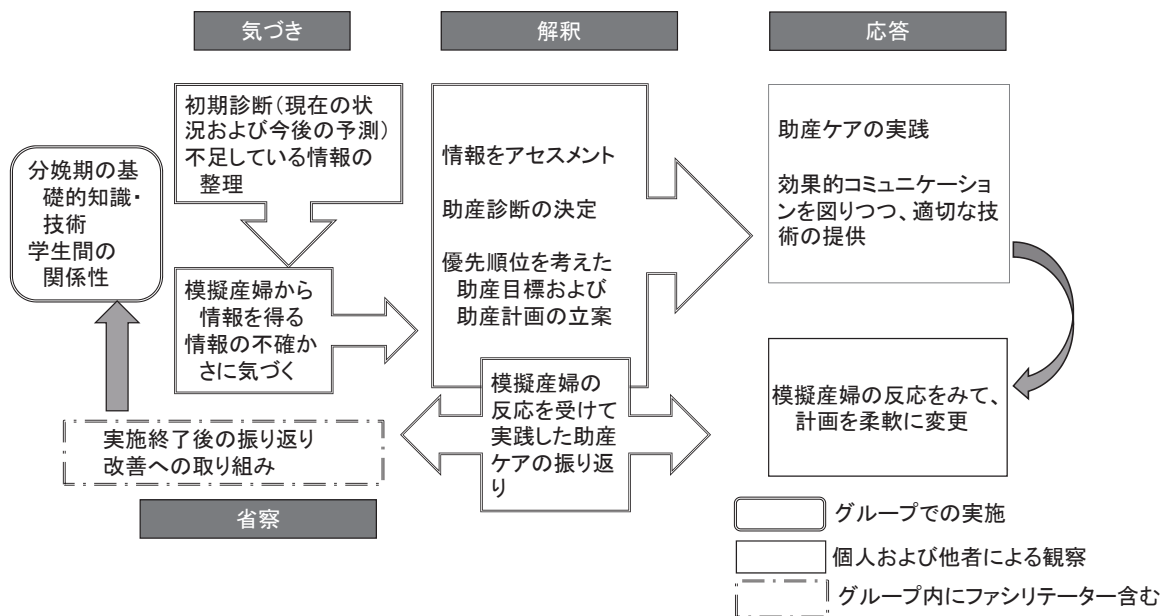 気づき
解釈
応答
初期診断（現在の状
況および今後の予測）
不足している情報の
整理
分娩期の基
礎的知識・
技術
学生間の
関係性
模擬産婦から
情報を得る
情報の不確か
さに気づく
情報をアセスメント
助産診断の決定
優先順位を考えた
助産目標および
助産計画の立案
助産ケアの実践
効果的コミュニケーショ
ンを図りつつ、適切な技
術の提供
模擬産婦の
反応を受けて
実践した助産
ケアの振り返
り
模擬産婦の反応をみて、
計画を柔軟に変更
実施終了後の振り返り
改善への取り組み
省察
グループでの実施
個人および他者による観察
グループ内にファシリテーター含む